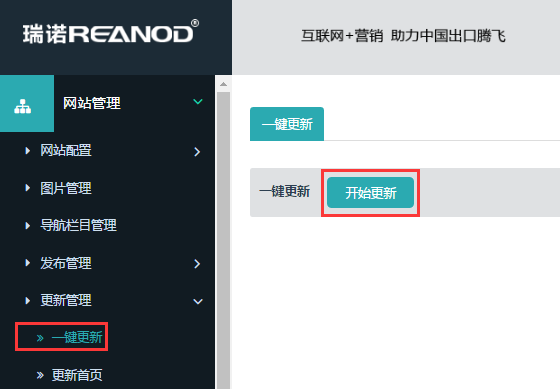 瑞诺REANOD®
互联网+营销 助力中国出口腾飞
网站管理
网站配置
图片管理
导航栏目管理
发布管理
更新管理
一键更新
更新首页
一键更新
一键更新 开始更新